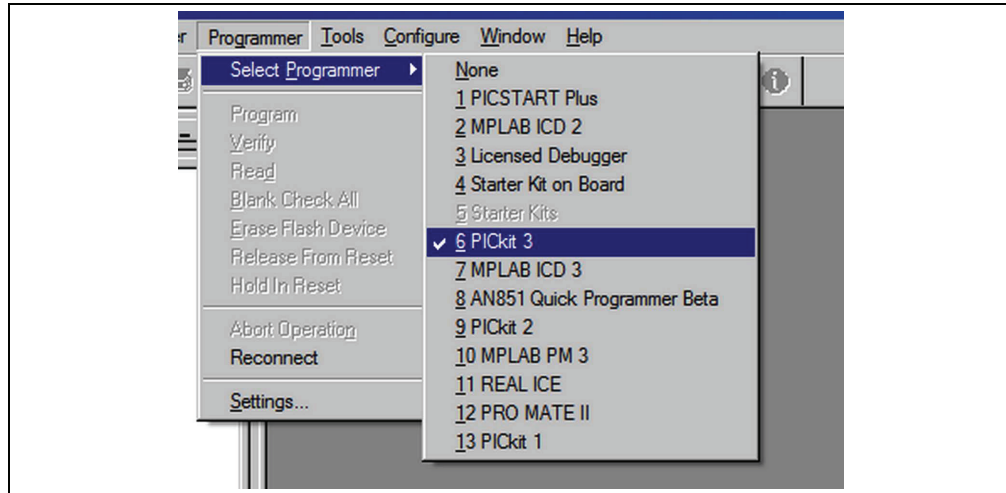 r Programmer Tools Configure Window Help
Select Programmer
Program
Verify
Read
Blank Check All
Erase Flash Device
Release From Reset
Hold In Reset
Abort Operation
Reconnect
Settings...
None
1 PICSTART Plus
2 MPLAB ICD 2
3 Licensed Debugger
4 Starter Kit on Board
5 Starter Kits
6 PICkit 3
7 MPLAB ICD 3
8 AN851 Quick Programmer Beta
9 PICkit 2
10 MPLAB PM 3
11 REAL ICE
12 PRO MATE II
13 PICkit 1